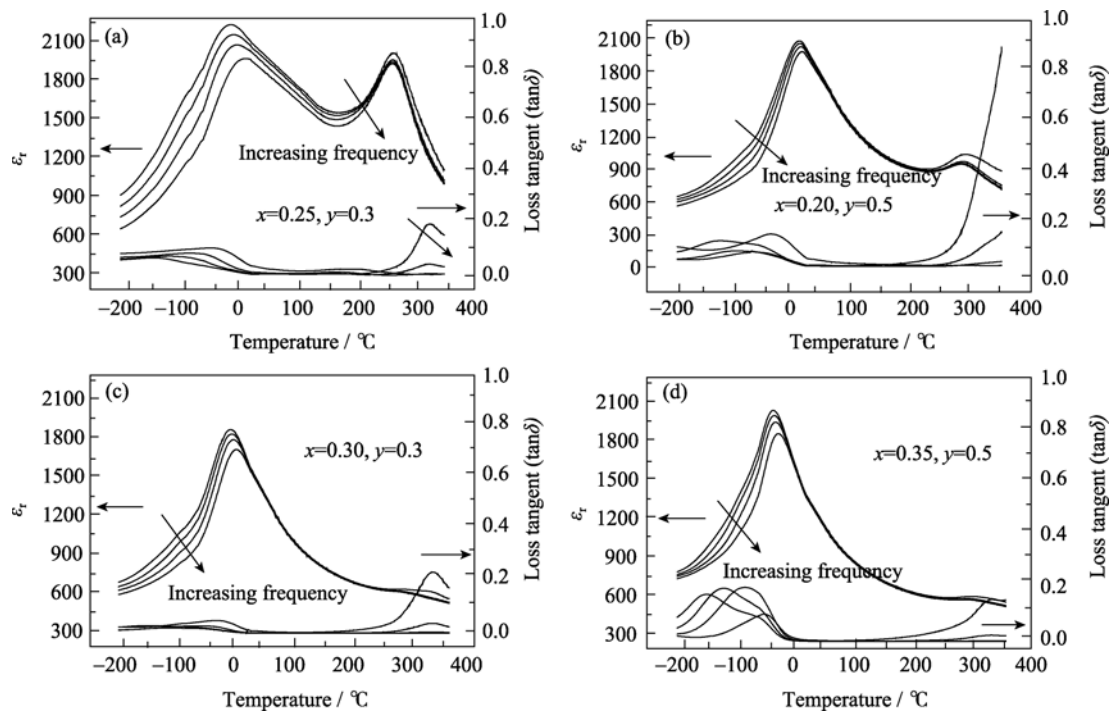 (a)
2100
1800
1500
1200
900
600
300
εr
1.0
0.8
0.6
0.4
0.2
0.0
Loss tangent (tanδ)
Increasing frequency
x=0.25, y=0.3
−200 −100 0 100 200 300 400
Temperature / ℃
(b)
2100
1800
1500
1200
900
600
300
0
εr
1.0
0.8
0.6
0.4
0.2
0.0
Loss tangent (tanδ)
Increasing frequency
x=0.20, y=0.5
−200 −100 0 100 200 300 400
Temperature / ℃
(c)
2100
1800
1500
1200
900
600
300
εr
1.0
0.8
0.6
0.4
0.2
0.0
Loss tangent (tanδ)
x=0.30, y=0.3
Increasing frequency
−200 −100 0 100 200 300 400
Temperature / ℃
(d)
2100
1800
1500
1200
900
600
300
εr
1.0
0.8
0.6
0.4
0.2
0.0
Loss tangent (tanδ)
x=0.35, y=0.5
Increasing frequency
−200 −100 0 100 200 300 400
Temperature / ℃